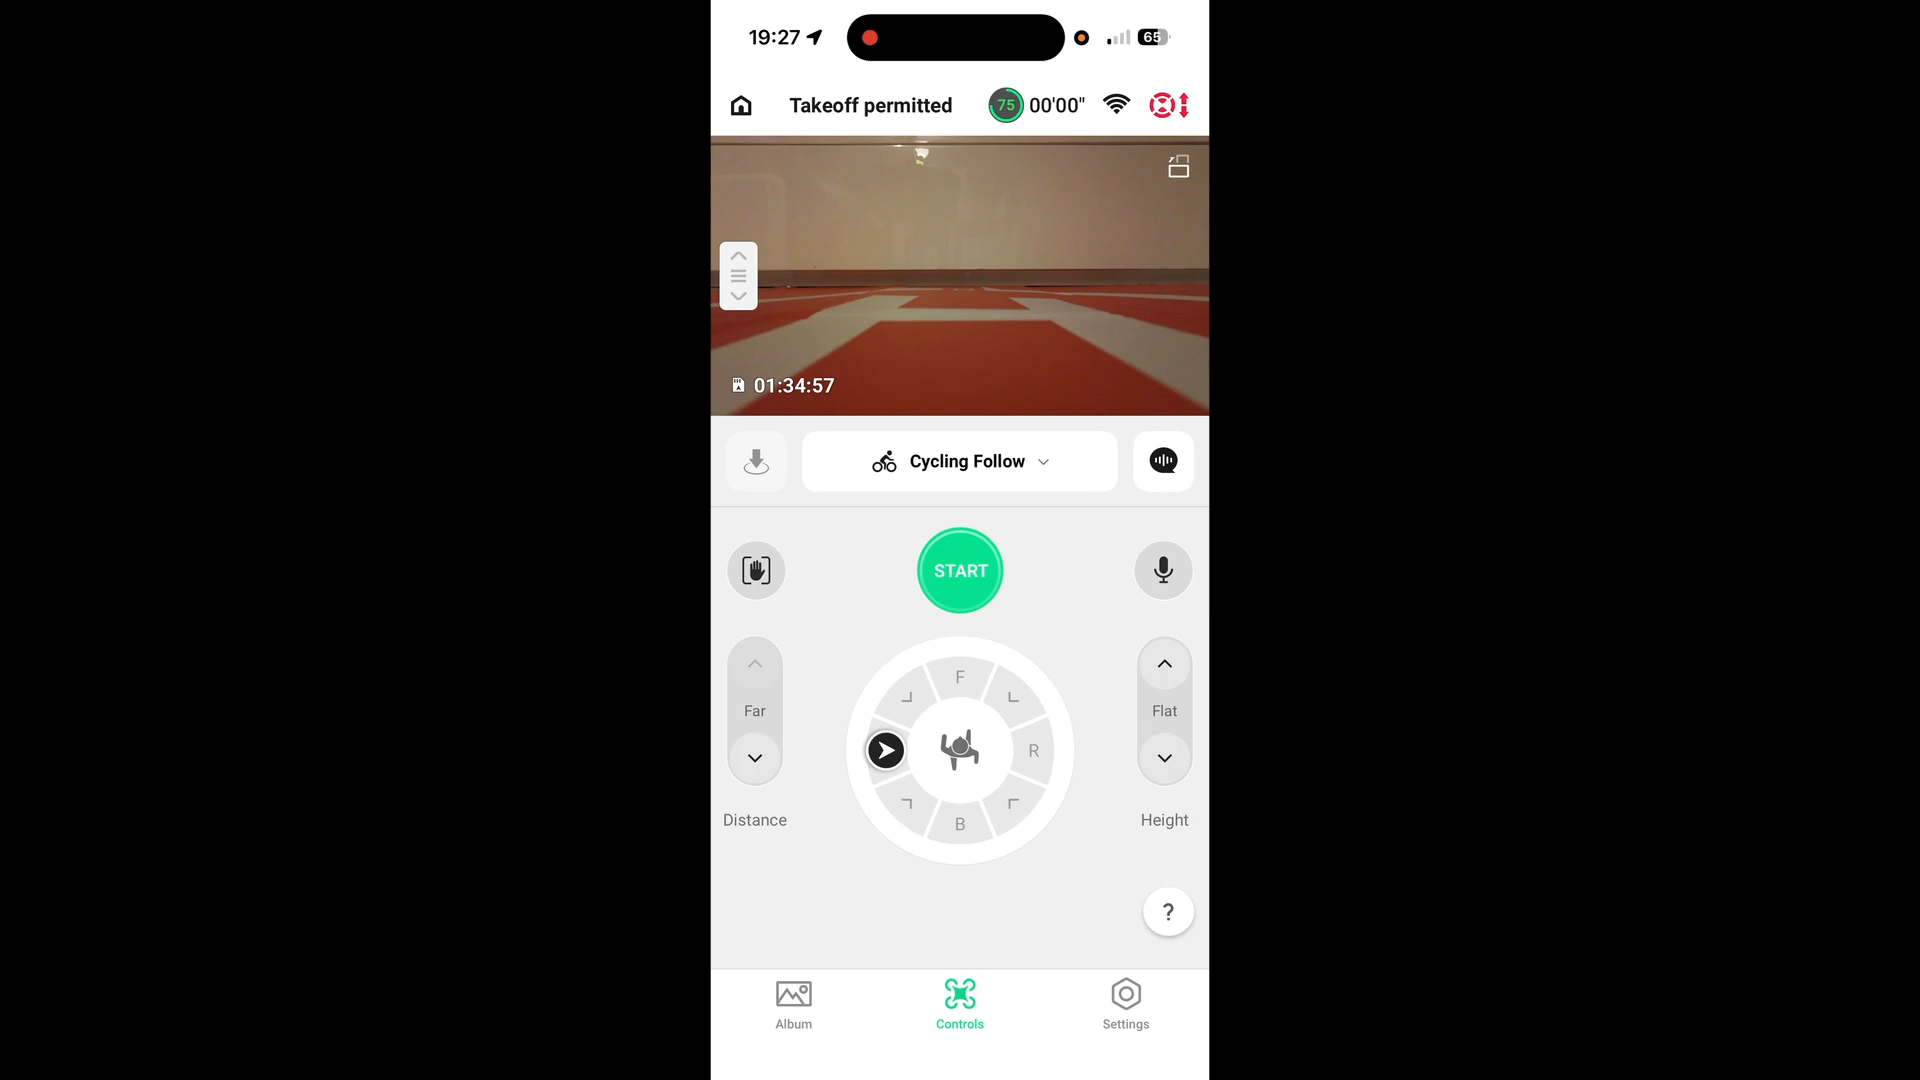 19:27
65
Takeoff permitted
75 00'00"
01:34:57
Cycling Follow
START
F
Far
R
Flat
B
Distance
Height
?
Album
Controls
Settings